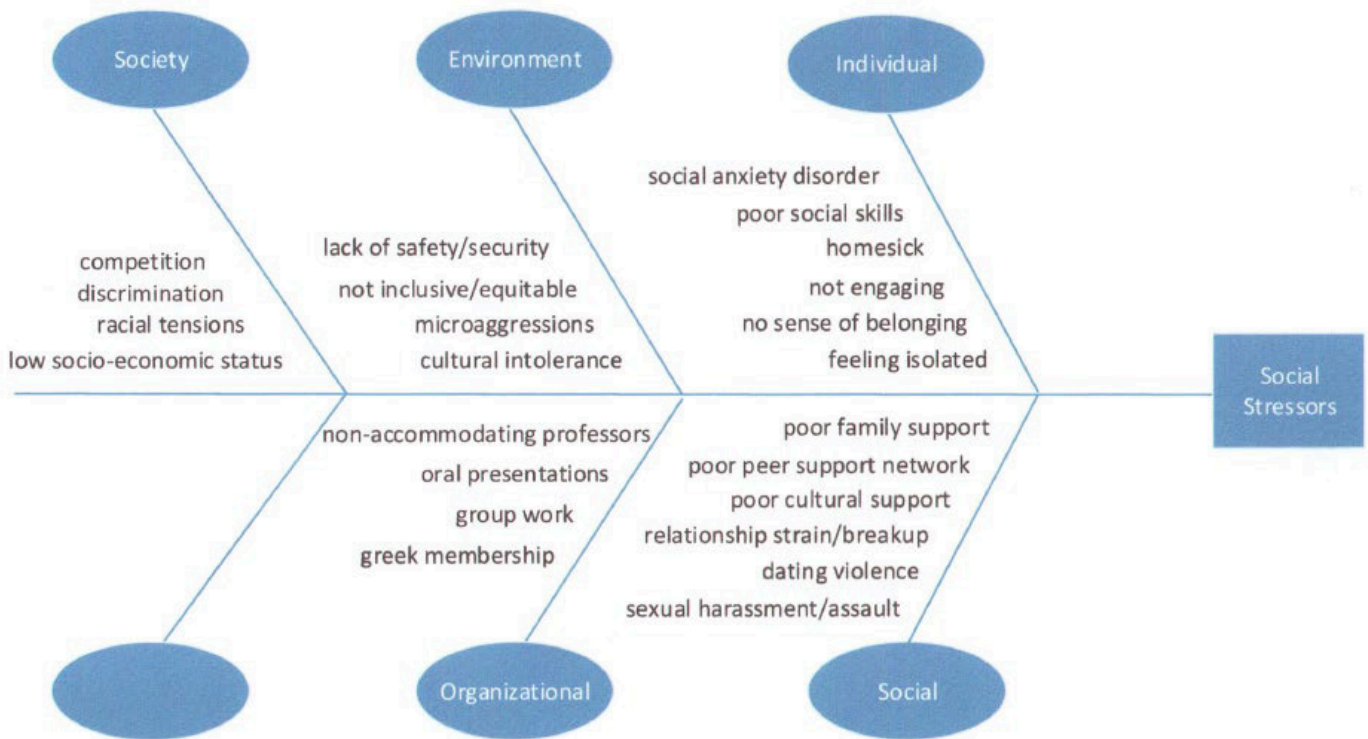 Society
Environment
Individual
social anxiety disorder
poor social skills
homesick
not engaging
no sense of belonging
feeling isolated
lack of safety/security
not inclusive/equitable
microaggressions
cultural intolerance
competition
discrimination
racial tensions
low socio-economic status
Social
Stressors
non-accommodating professors
oral presentations
group work
greek membership
poor family support
poor peer support network
poor cultural support
relationship strain/breakup
dating violence
sexual harassment/assault
Organizational
Social